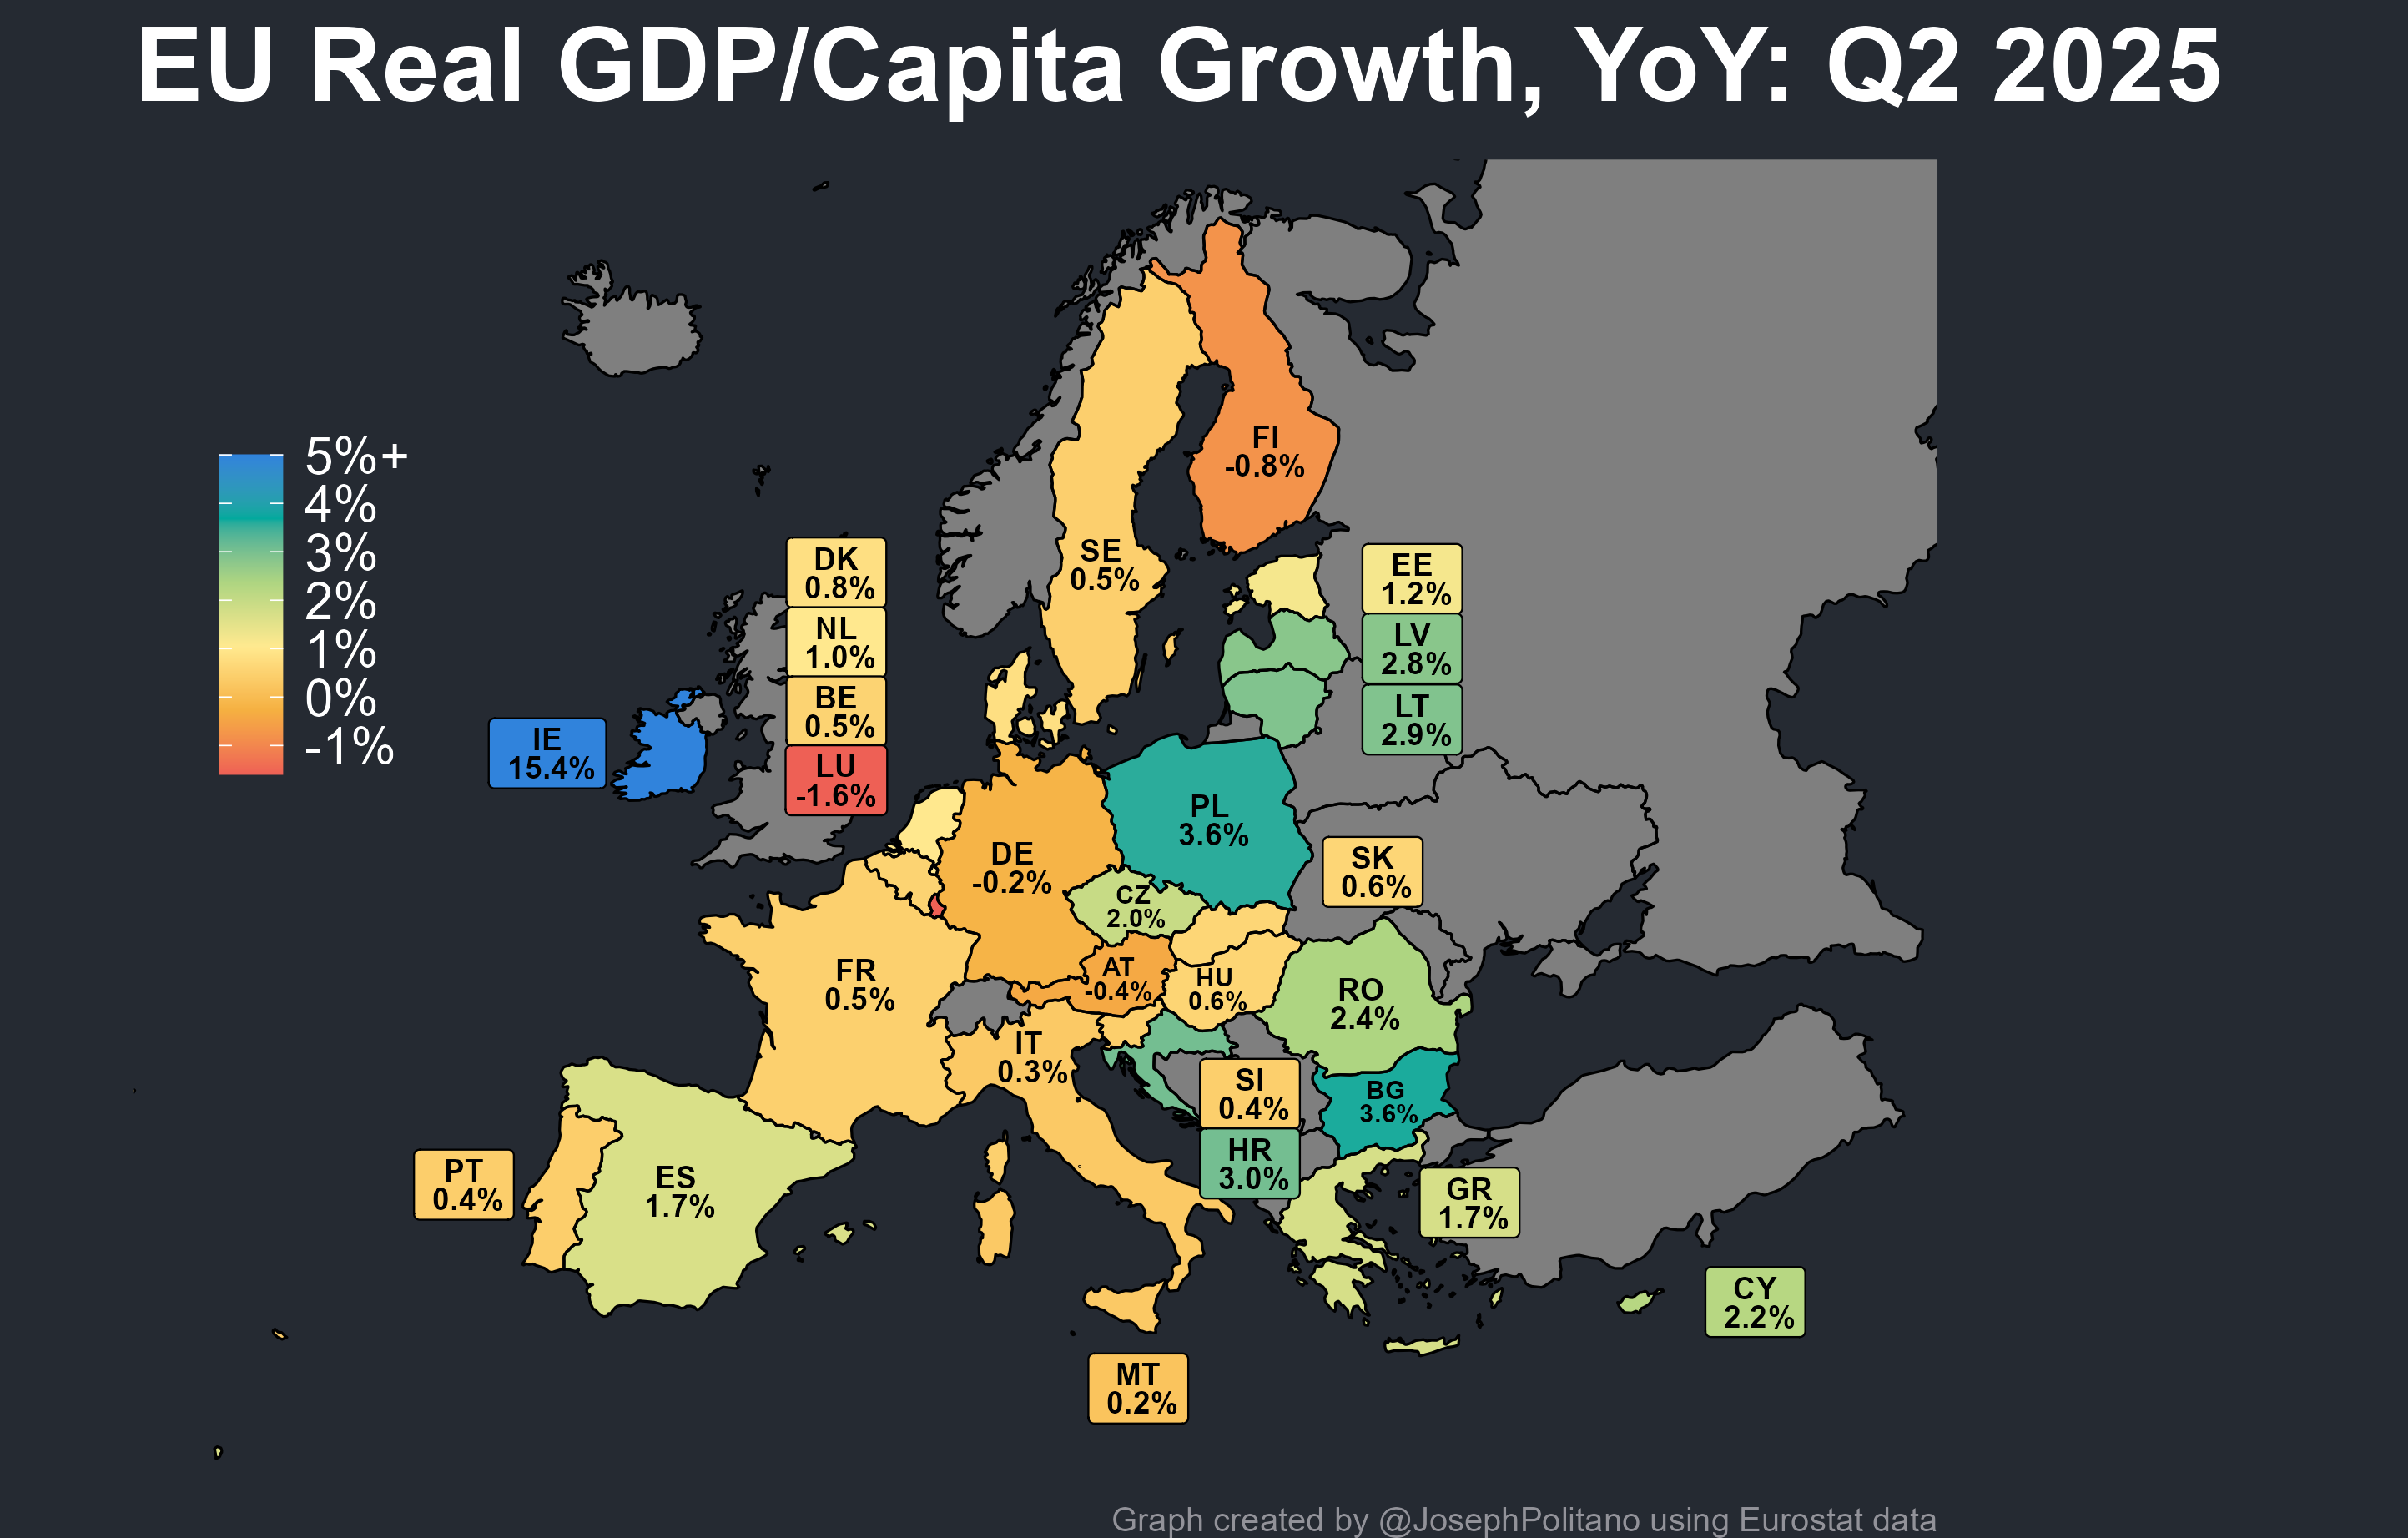 EU Real GDP/Capita Growth, YoY: Q2 2025
5%+
4%
3%
2%
1%
0%
-1%
FI
-0.8%
SE
0.5%
DK
0.8%
NL
1.0%
BE
0.5%
LU
-1.6%
EE
1.2%
LV
2.8%
LT
2.9%
IE
15.4%
PL
3.6%
DE
-0.2%
SK
0.6%
CZ
2.0%
AT
-0.4%
HU
0.6%
FR
0.5%
RO
2.4%
IT
0.3%
SI
0.4%
HR
3.0%
BG
3.6%
PT
0.4%
ES
1.7%
GR
1.7%
CY
2.2%
MT
0.2%
Graph created by @JosephPolitano using Eurostat data